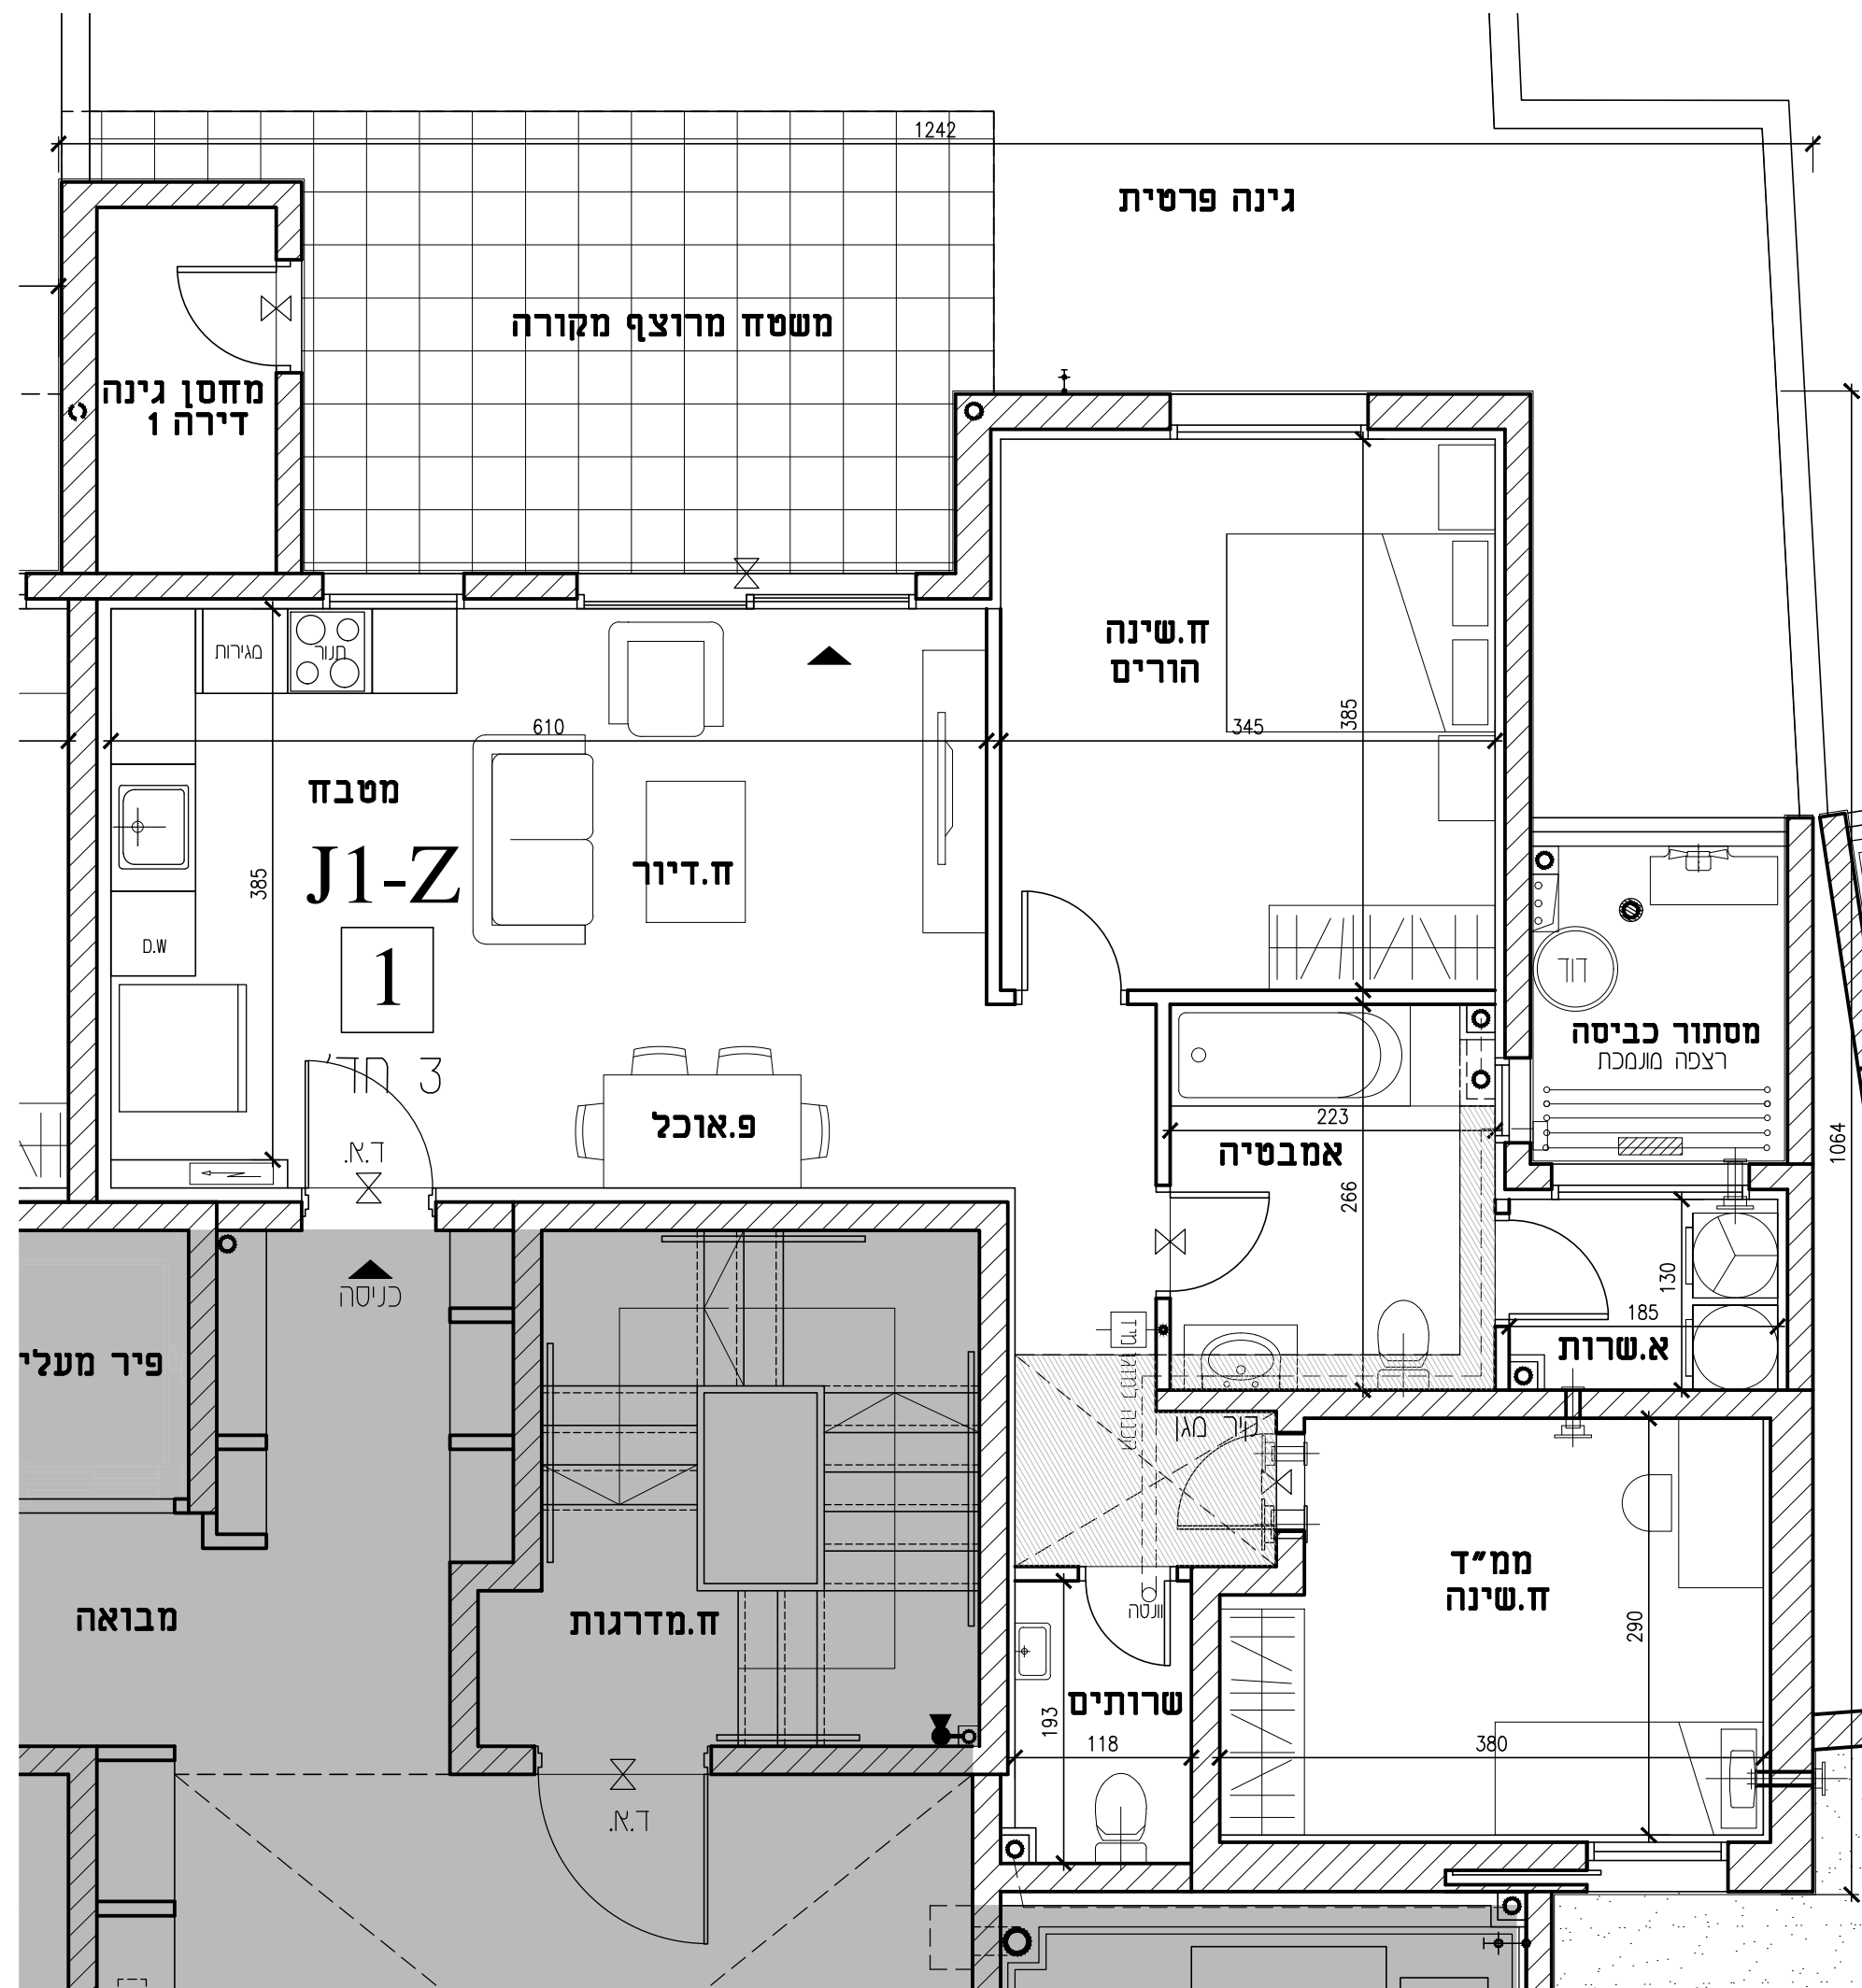 1242
גינה פרטית
משטח מרוצף מקורה
מחסן גינה
דירה 1
מגירות
תנור
ח.שינה
הורים
610
345
385
מטבח
J1-Z
385
ח.דיור
D.W
1
3 חד'
דוד
מסתור כביסה
רצפה מונמכת
פ.אוכל
ד.א.
223
אמבטיה
266
1064
130
185
א.שרות
כניסה
פיר מעלי
קיר מגן
ממ"ד
ח.שינה
290
מבואה
ח.מדרגות
וונטה
שרותים
193
118
380
ד.א.